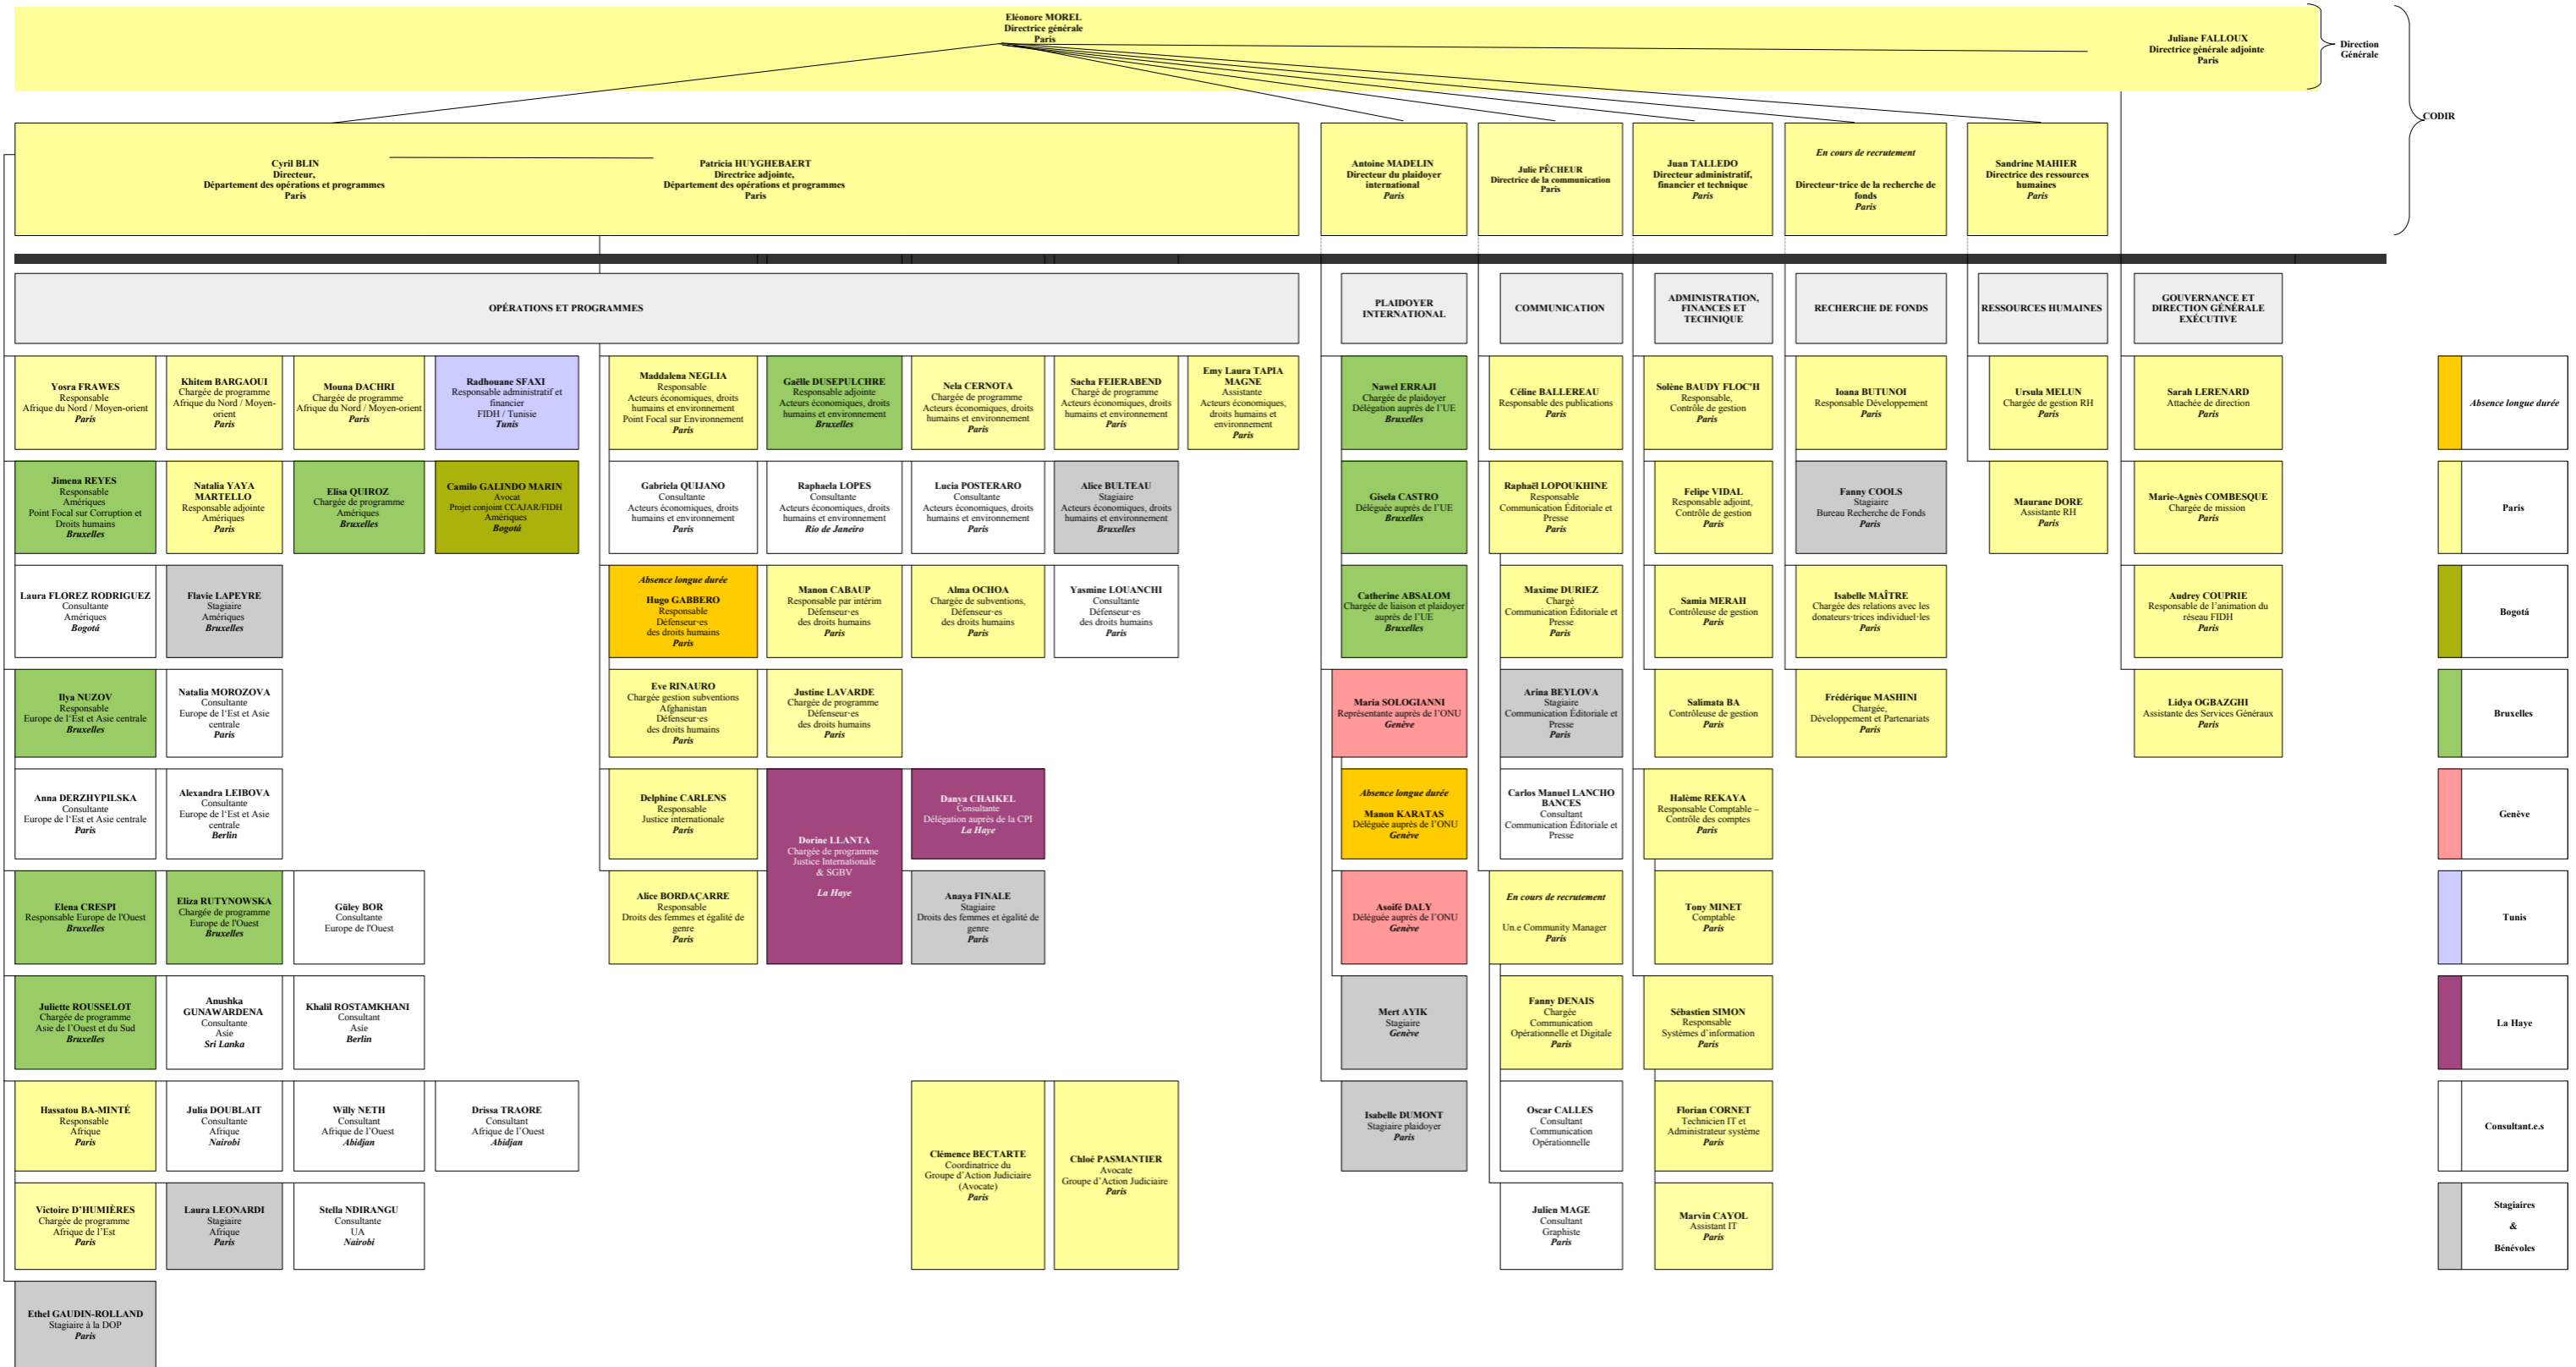 Eléonore MOREL
Directrice générale
Paris
Juliane FALLOUX
Directrice générale adjointe
Paris
Direction
Générale
CODIR
Cyril BLIN
Directeur,
Département des opérations et programmes
Paris
Patricia HUYGHEBAERT
Directrice adjointe,
Département des opérations et programmes
Paris
Antoine MADELIN
Directeur du plaidoyer
international
Paris
Julie PÊCHEUR
Directrice de la communication
Paris
Juan TALLEDO
Directeur administratif,
financier et technique
Paris
En cours de recrutement
Directeur·trice de la recherche de
fonds
Paris
Sandrine MAHIER
Directrice des ressources
humaines
Paris
OPÉRATIONS ET PROGRAMMES
PLAIDOYER
INTERNATIONAL
COMMUNICATION
ADMINISTRATION,
FINANCES ET
TECHNIQUE
RECHERCHE DE FONDS
RESSOURCES HUMAINES
GOUVERNANCE ET
DIRECTION GÉNÉRALE
EXÉCUTIVE
Yosra FRAWES
Responsable
Afrique du Nord / Moyen-orient
Paris
Khitem BARGAOUI
Chargée de programme
Afrique du Nord / Moyen-
orient
Paris
Mouna DACHRI
Chargée de programme
Afrique du Nord / Moyen-orient
Paris
Radhouane SFAXI
Responsable administratif et
financier
FIDH / Tunisie
Tunis
Maddalena NEGLIA
Responsable
Acteurs économiques, droits
humains et environnement
Point Focal sur Environnement
Paris
Gaëlle DUSEPULCHRE
Responsable adjointe
Acteurs économiques, droits
humains et environnement
Bruxelles
Nela CERNOTA
Chargée de programme
Acteurs économiques, droits
humains et environnement
Paris
Sacha FEIERABEND
Chargé de programme
Acteurs économiques, droits
humains et environnement
Paris
Emy Laura TAPIA
MAGNE
Assistante
Acteurs économiques,
droits humains et
environnement
Paris
Nawel ERRAJI
Chargée de plaidoyer
Délégation auprès de l'UE
Bruxelles
Céline BALLEREAU
Responsable des publications
Paris
Solène BAUDY FLOC'H
Responsable,
Contrôle de gestion
Paris
Ioana BUTUNOI
Responsable Développement
Paris
Ursula MELUN
Chargée de gestion RH
Paris
Sarah LERENARD
Attachée de direction
Paris
Absence longue durée
Jimena REYES
Responsable
Amériques
Point Focal sur Corruption et
Droits humains
Bruxelles
Natalia YAYA
MARTELLO
Responsable adjointe
Amériques
Paris
Elisa QUIROZ
Chargée de programme
Amériques
Bruxelles
Camilo GALINDO MARIN
Avocat
Projet conjoint CCAJAR/FIDH
Amériques
Bogotá
Gabriela QUIJANO
Consultante
Acteurs économiques, droits
humains et environnement
Paris
Raphaela LOPES
Consultante
Acteurs économiques, droits
humains et environnement
Rio de Janeiro
Lucia POSTERARO
Consultante
Acteurs économiques, droits
humains et environnement
Paris
Alice BULTEAU
Stagiaire
Acteurs économiques, droits
humains et environnement
Bruxelles
Gisela CASTRO
Déléguée auprès de l'UE
Bruxelles
Raphaël LOPOUKHINE
Responsable
Communication Éditoriale et
Presse
Paris
Felipe VIDAL
Responsable adjoint,
Contrôle de gestion
Paris
Fanny COOLS
Stagiaire
Bureau Recherche de Fonds
Paris
Maurane DORE
Assistante RH
Paris
Marie-Agnès COMBESQUE
Chargée de mission
Paris
Paris
Laura FLOREZ RODRIGUEZ
Consultante
Amériques
Bogotá
Flavie LAPEYRE
Stagiaire
Amériques
Bruxelles
Absence longue durée
Hugo GABBERO
Responsable
Défenseur·es
des droits humains
Paris
Manon CABAUP
Responsable par intérim
Défenseur·es
des droits humains
Paris
Alma OCHOA
Chargée de subventions,
Défenseur·es
des droits humains
Paris
Yasmine LOUANCHI
Consultante
Défenseur·es
des droits humains
Paris
Catherine ABSALOM
Chargée de liaison et plaidoyer
auprès de l'UE
Bruxelles
Maxime DURIEZ
Chargé
Communication Éditoriale et
Presse
Paris
Samia MERAH
Contrôleuse de gestion
Paris
Isabelle MAÎTRE
Chargée des relations avec les
donateurs·trices individuel·les
Paris
Audrey COUPRIE
Responsable de l'animation du
réseau FIDH
Paris
Bogotá
Ilya NUZOV
Responsable
Europe de l'Est et Asie centrale
Bruxelles
Natalia MOROZOVA
Consultante
Europe de l'Est et Asie
centrale
Paris
Eve RINAURO
Chargée gestion subventions
Afghanistan
Défenseur·es
des droits humains
Paris
Justine LAVARDE
Chargée de programme
Défenseur·es
des droits humains
Paris
Maria SOLOGIANNI
Représentante auprès de l'ONU
Genève
Arina BEYLOVA
Stagiaire
Communication Éditoriale et
Presse
Paris
Salimata BA
Contrôleuse de gestion
Paris
Frédérique MASHINI
Chargée,
Développement et Partenariats
Paris
Lidya OGBAZGHI
Assistante des Services Généraux
Paris
Bruxelles
Anna DERZHYPILSKA
Consultante
Europe de l'Est et Asie centrale
Paris
Alexandra LEIBOVA
Consultante
Europe de l'Est et Asie
centrale
Berlin
Delphine CARLENS
Responsable
Justice internationale
Paris
Dorine LLANTA
Chargée de programme
Justice Internationale
& SGBV
La Haye
Danya CHAIKEL
Consultante
Délégation auprès de la CPI
La Haye
Absence longue durée
Manon KARATAS
Déléguée auprès de l'ONU
Genève
Carlos Manuel LANCHO
BANCES
Consultant
Communication Éditoriale et
Presse
Halème REKAYA
Responsable Comptable –
Contrôle des comptes
Paris
Genève
Elena CRESPI
Responsable Europe de l'Ouest
Bruxelles
Eliza RUTYNOWSKA
Chargée de programme
Europe de l'Ouest
Bruxelles
Güley BOR
Consultante
Europe de l'Ouest
Alice BORDAÇARRE
Responsable
Droits des femmes et égalité de
genre
Paris
Anaya FINALE
Stagiaire
Droits des femmes et égalité de
genre
Paris
Asoifé DALY
Déléguée auprès de l'ONU
Genève
En cours de recrutement
Un.e Community Manager
Paris
Tony MINET
Comptable
Paris
Tunis
Juliette ROUSSELOT
Chargée de programme
Asie de l'Ouest et du Sud
Bruxelles
Anushka
GUNAWARDENA
Consultante
Asie
Sri Lanka
Khalil ROSTAMKHANI
Consultant
Asie
Berlin
Mert AYIK
Stagiaire
Genève
Fanny DENAIS
Chargée
Communication
Opérationnelle et Digitale
Paris
Sébastien SIMON
Responsable
Systèmes d'information
Paris
La Haye
Hassatou BA-MINTÉ
Responsable
Afrique
Paris
Julia DOUBLAIT
Consultante
Afrique
Nairobi
Willy NETH
Consultant
Afrique de l'Ouest
Abidjan
Drissa TRAORE
Consultant
Afrique de l'Ouest
Abidjan
Clémence BECTARTE
Coordinatrice du
Groupe d'Action Judiciaire
(Avocate)
Paris
Chloé PASMANTIER
Avocate
Groupe d'Action Judiciaire
Paris
Isabelle DUMONT
Stagiaire plaidoyer
Paris
Oscar CALLES
Consultant
Communication
Opérationnelle
Florian CORNET
Technicien IT et
Administrateur système
Paris
Consultant.e.s
Victoire D'HUMIÈRES
Chargée de programme
Afrique de l'Est
Paris
Laura LEONARDI
Stagiaire
Afrique
Paris
Stella NDIRANGU
Consultante
UA
Nairobi
Julien MAGE
Consultant
Graphiste
Paris
Marvin CAYOL
Assistant IT
Paris
Stagiaires
&
Bénévoles
Ethel GAUDIN-ROLLAND
Stagiaire à la DOP
Paris